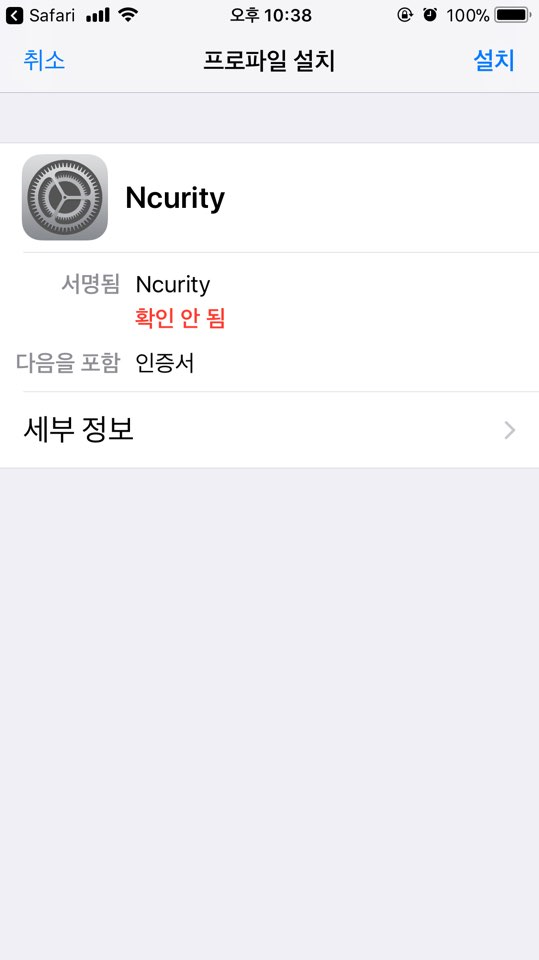 Safari 오후 10:38 100%
취소 프로파일 설치 설치
Ncurity
서명됨 Ncurity
확인 안 됨
다음을 포함 인증서
세부 정보